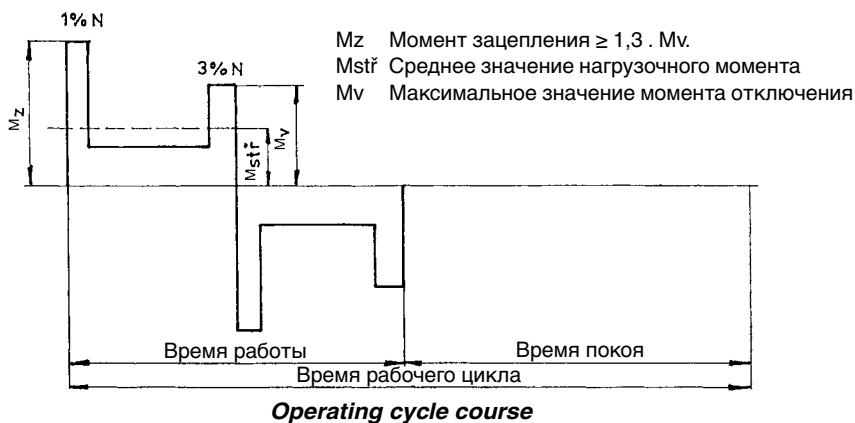 1% N
Mz Момент зацепления ≥ 1,3 . Mv.
Mstř Среднее значение нагрузочного момента
3% N
Mv Максимальное значение момента отключения
Mz
Mstř
Mv
Время работы
Время покоя
Время рабочего цикла
Operating cycle course